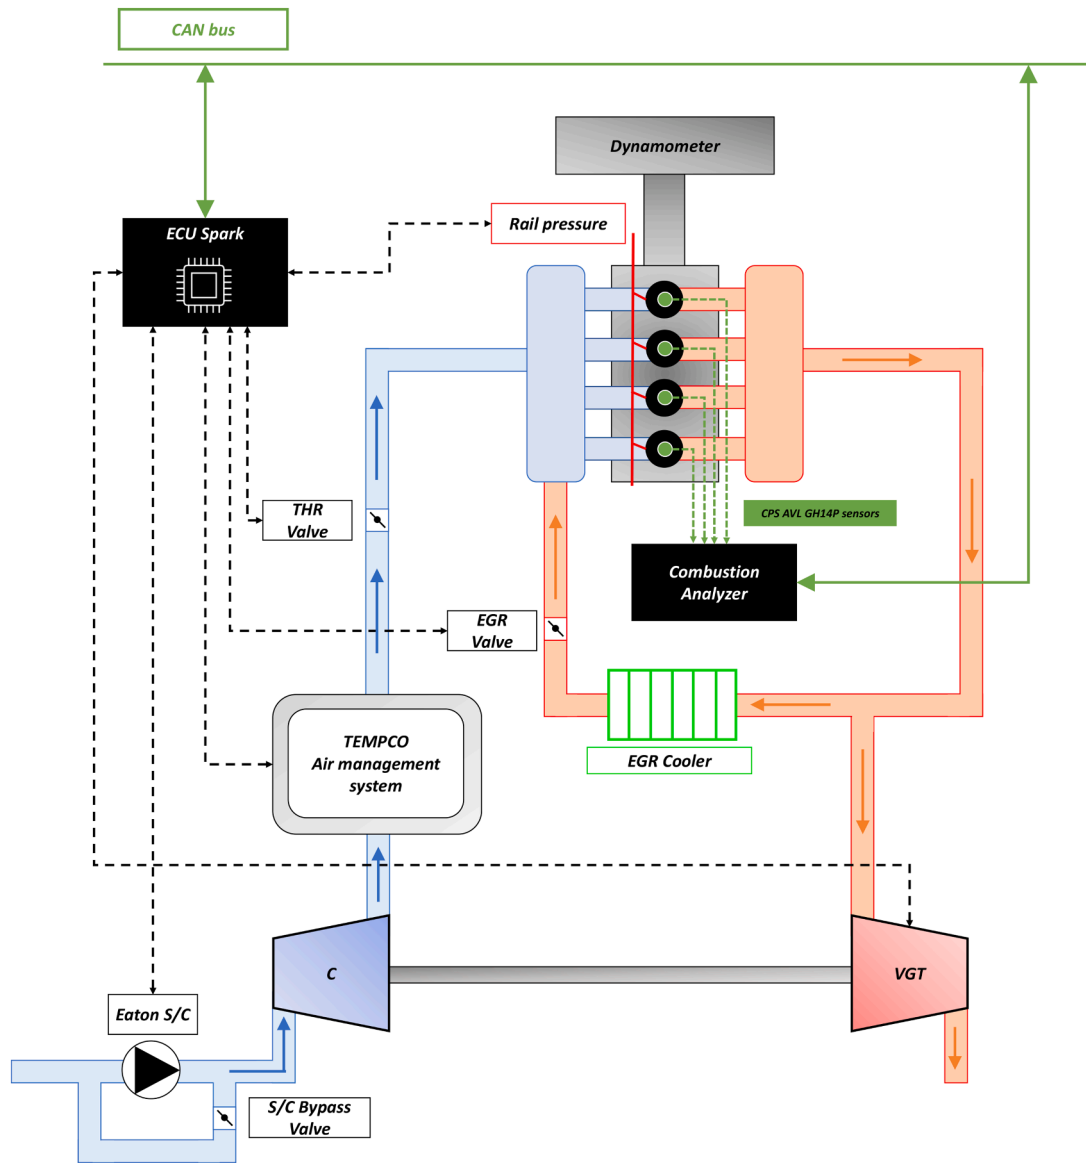 CAN bus
Dynamometer
ECU Spark
Rail pressure
THR
Valve
CPS AVL GH14P sensors
Combustion
Analyzer
EGR
Valve
TEMPCO
Air management
system
EGR Cooler
C
VGT
Eaton S/C
S/C Bypass
Valve